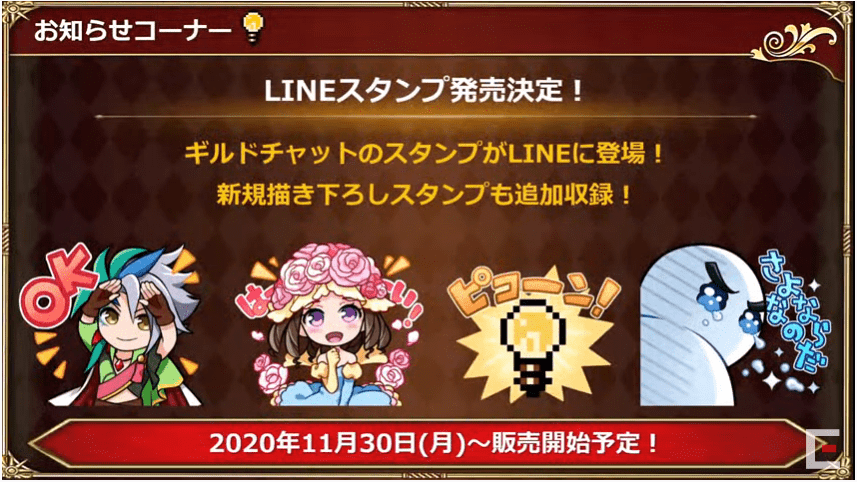 お知らせコーナー
LINEスタンプ発売決定！
ギルドチャットのスタンプがLINEに登場！
新規描き下ろしスタンプも追加収録！
OK
は い！
ピコーン！
さよなら
なのだ
2020年11月30日(月)～販売開始予定！